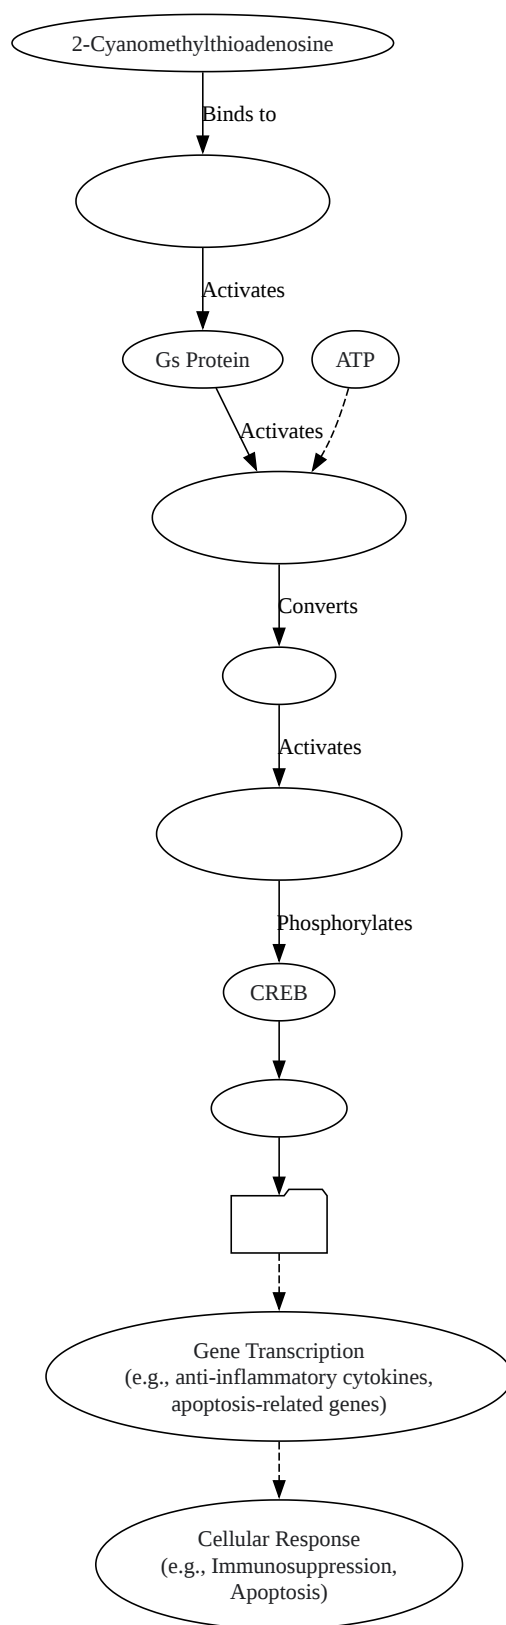 2-Cyanomethylthioadenosine
Binds to
Activates
Gs Protein
ATP
Activates
Converts
Activates
Phosphorylates
CREB
Gene Transcription
(e.g., anti-inflammatory cytokines,
apoptosis-related genes)
Cellular Response
(e.g., Immunosuppression,
Apoptosis)